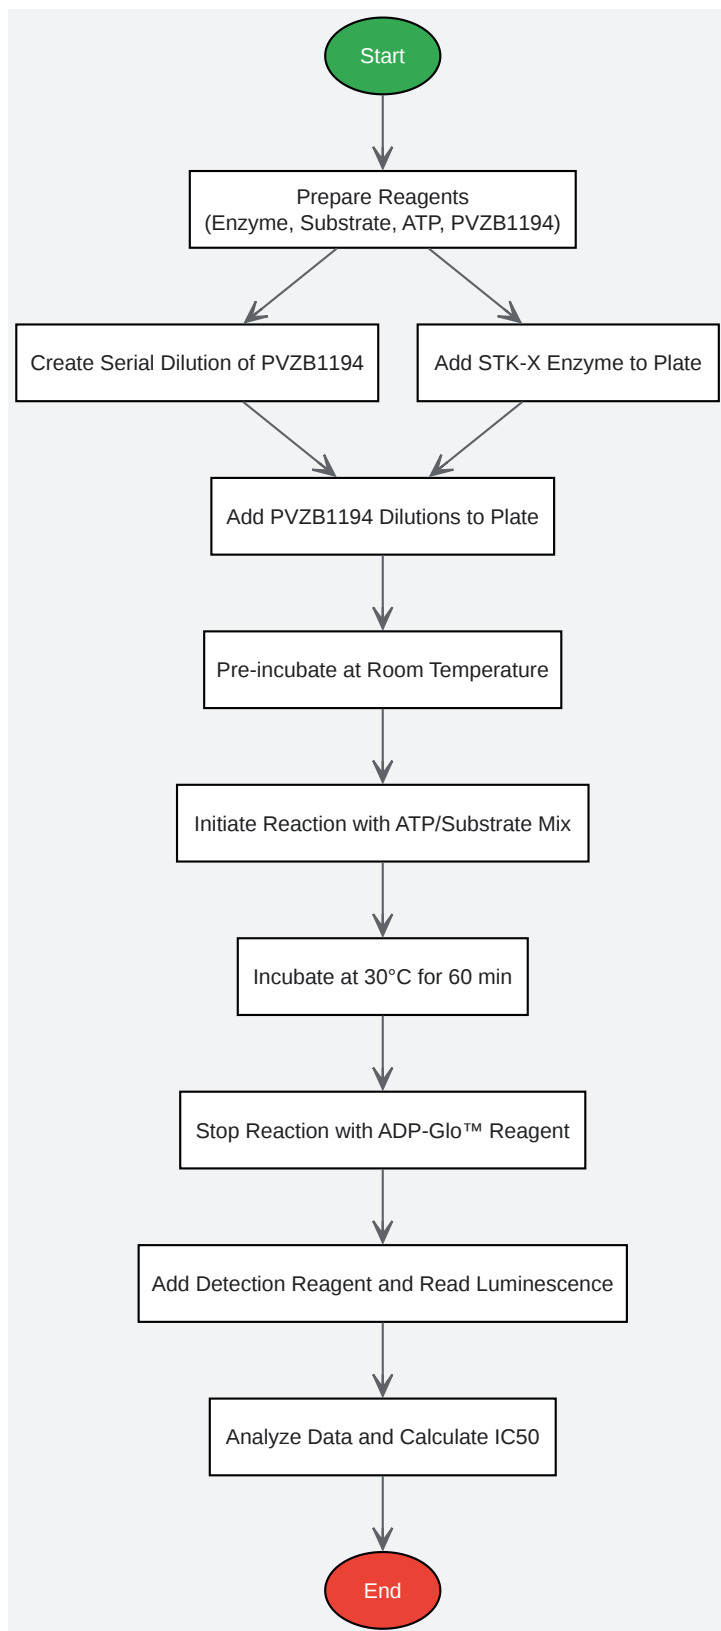 Start
Prepare Reagents
(Enzyme, Substrate, ATP, PVZB1194)
Create Serial Dilution of PVZB1194
Add STK-X Enzyme to Plate
Add PVZB1194 Dilutions to Plate
Pre-incubate at Room Temperature
Initiate Reaction with ATP/Substrate Mix
Incubate at 30°C for 60 min
Stop Reaction with ADP-Glo™ Reagent
Add Detection Reagent and Read Luminescence
Analyze Data and Calculate IC50
End